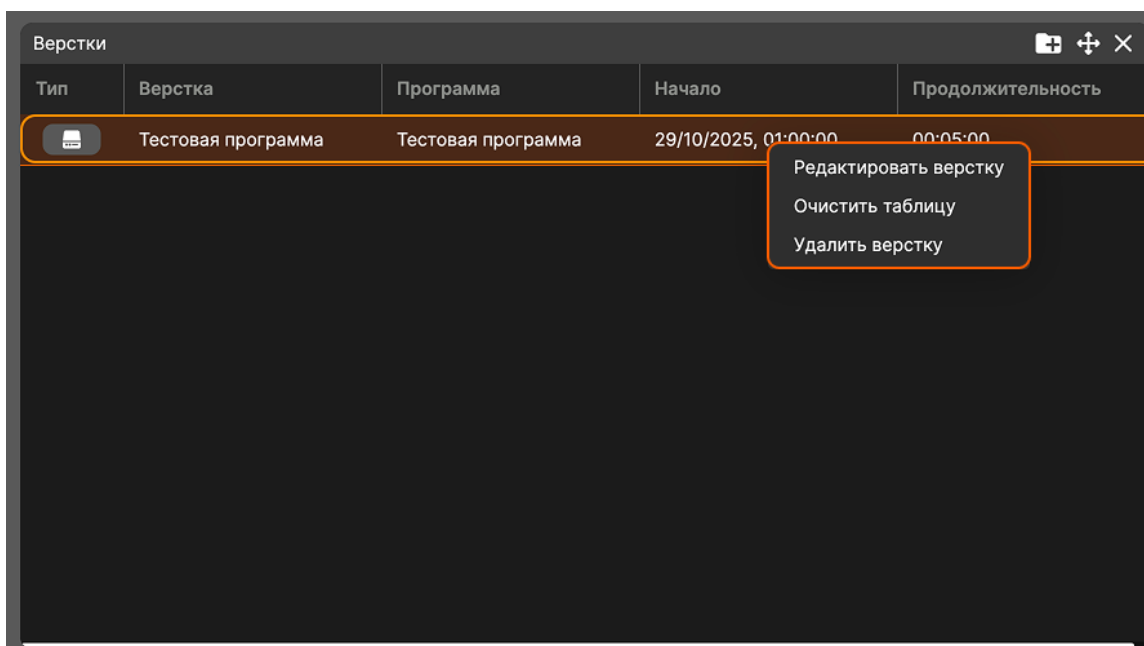 Верстки
Тип Верстка Программа Начало Продолжительность
Тестовая программа Тестовая программа 29/10/2025, 01:00:00 00:05:00
Редактировать верстку
Очистить таблицу
Удалить верстку